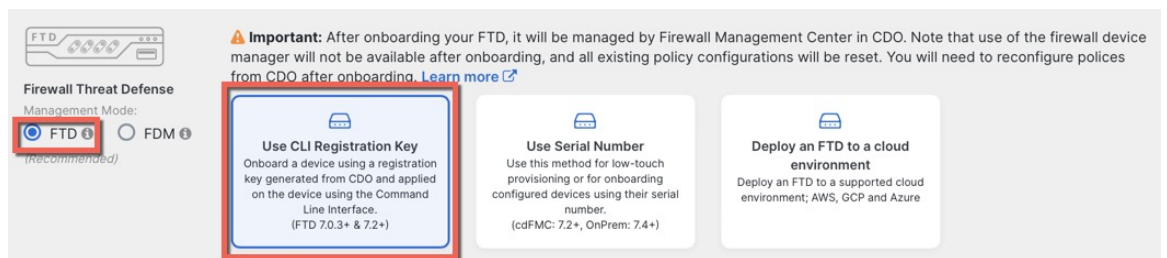 FTD
Firewall Threat Defense
Management Mode:
FTD
FDM
(Recommended)
Important: After onboarding your FTD, it will be managed by Firewall Management Center in CDO. Note that use of the firewall device
manager will not be available after onboarding, and all existing policy configurations will be reset. You will need to reconfigure polices
from CDO after onboarding. Learn more
Use CLI Registration Key
Onboard a device using a registration
key generated from CDO and applied
on the device using the Command
Line Interface.
(FTD 7.0.3+ & 7.2+)
Use Serial Number
Use this method for low-touch
provisioning or for onboarding
configured devices using their serial
number.
(cdFMC: 7.2+, OnPrem: 7.4+)
Deploy an FTD to a cloud
environment
Deploy an FTD to a supported cloud
environment; AWS, GCP and Azure